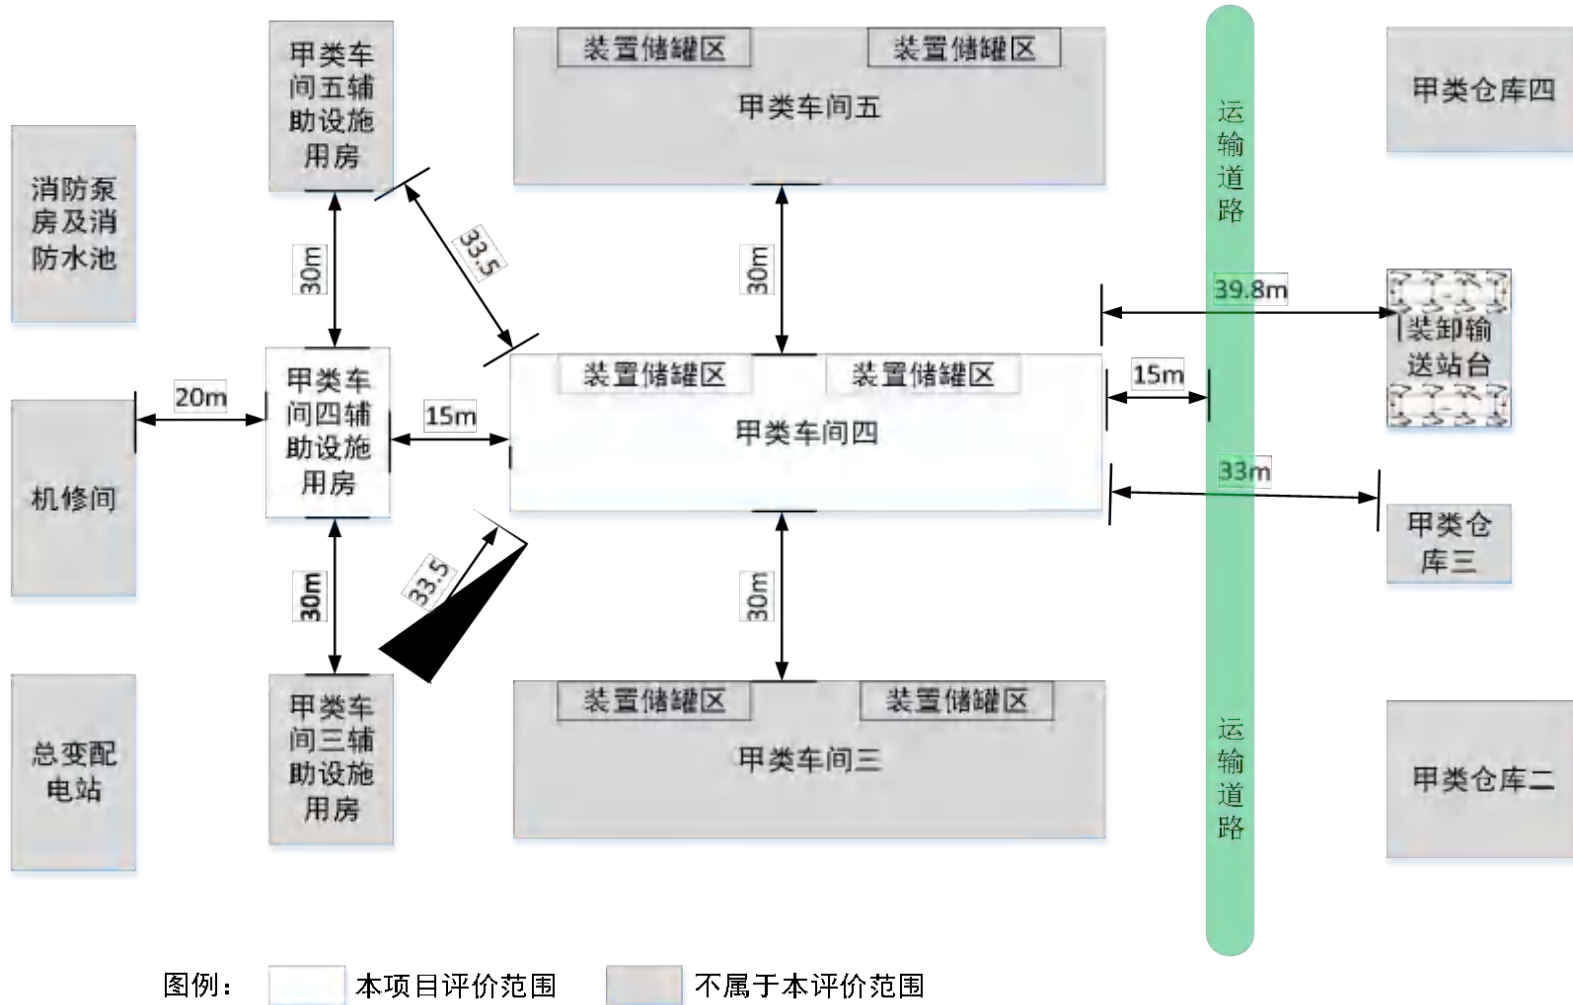 甲类车
间五辅
助设施
用房
装置储罐区
装置储罐区
甲类车间五
运
输
道
路
甲类仓库四
消防泵
房及消
防水池
30m
33.5
30m
39.8m
装卸输
送站台
20m
甲类车
间四辅
助设施
用房
15m
装置储罐区
装置储罐区
甲类车间四
15m
33m
机修间
甲类仓
库三
30m
33.5
30m
总变配
电站
甲类车
间三辅
助设施
用房
装置储罐区
装置储罐区
甲类车间三
运
输
道
路
甲类仓库二
图例：
本项目评价范围
不属于本评价范围